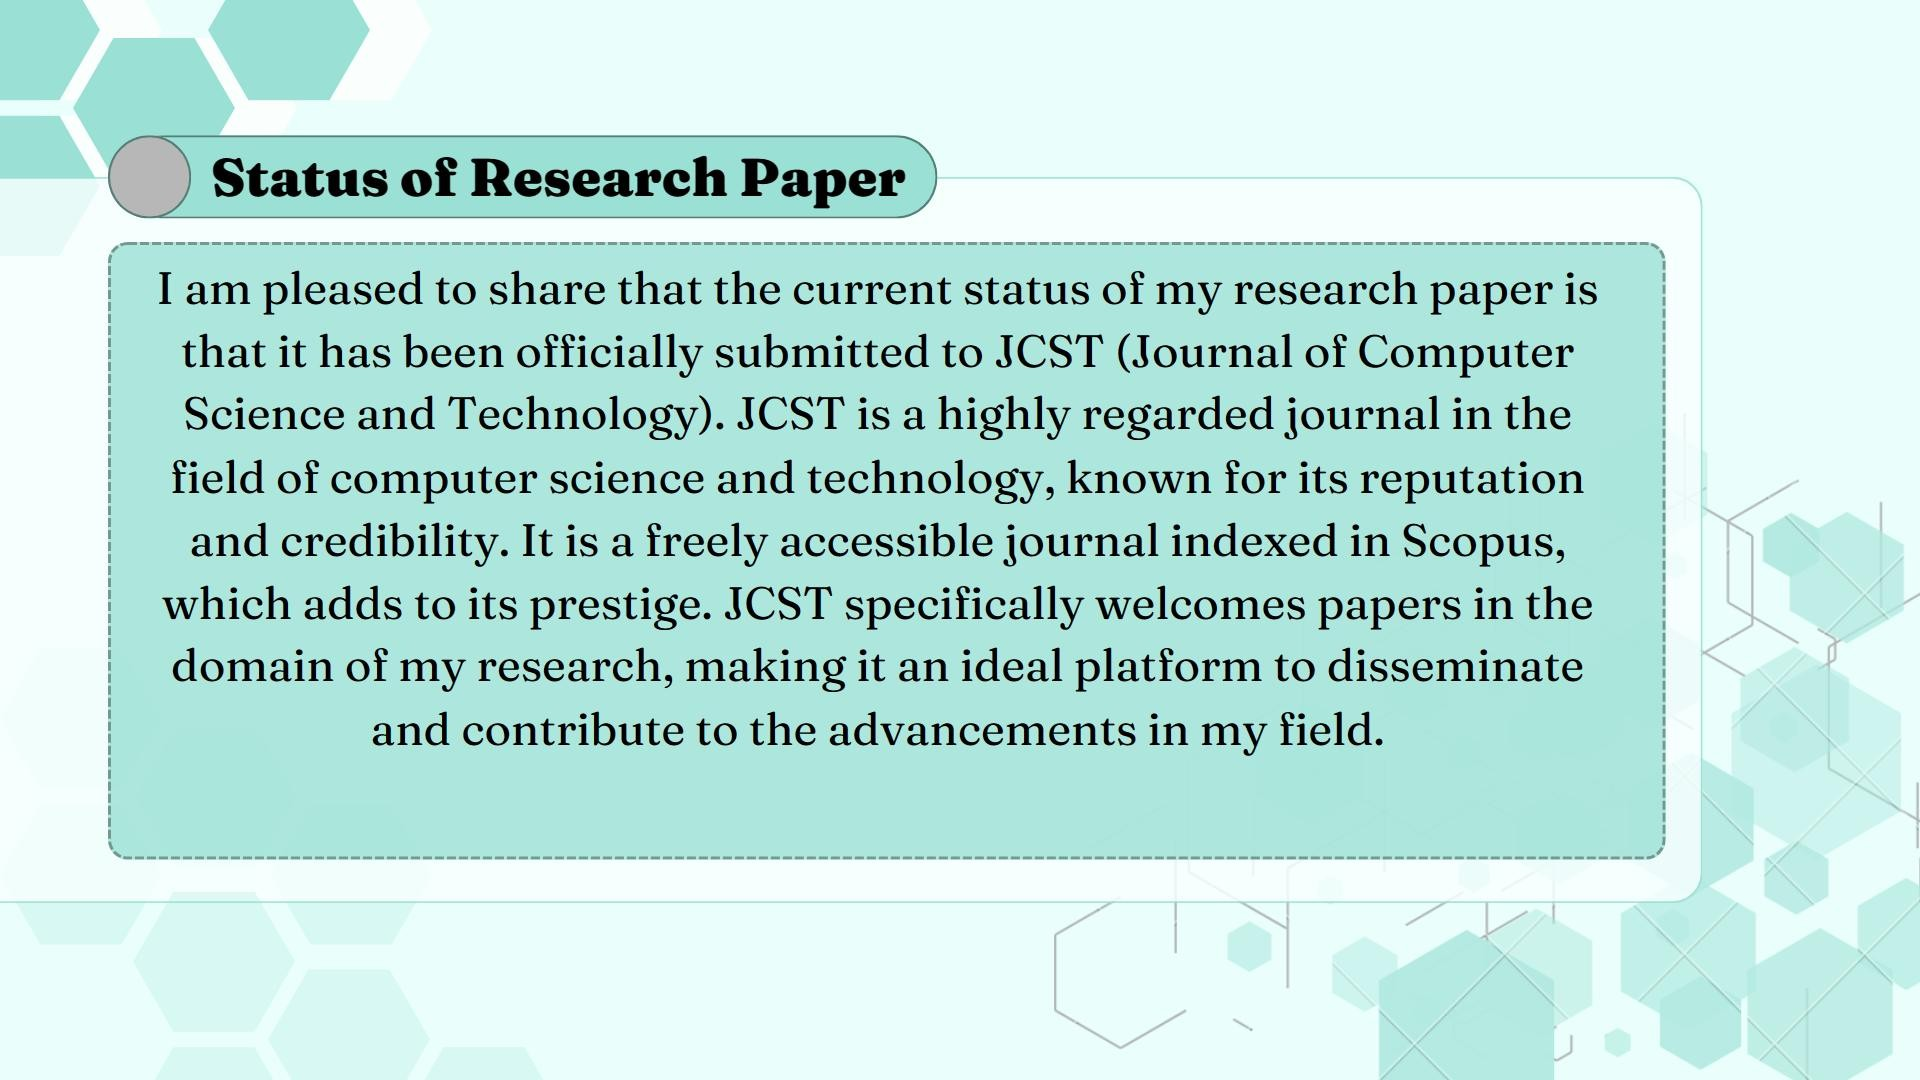 Status of Research Paper
I am pleased to share that the current status of my research paper is
that it has been officially submitted to JCST (Journal of Computer
Science and Technology). JCST is a highly regarded journal in the
field of computer science and technology, known for its reputation
and credibility. It is a freely accessible journal indexed in Scopus,
which adds to its prestige. JCST specifically welcomes papers in the
domain of my research, making it an ideal platform to disseminate
and contribute to the advancements in my field.